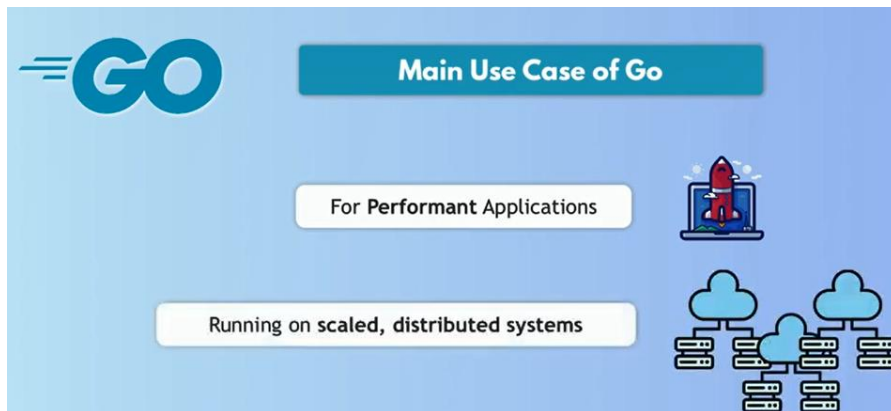 GO
Main Use Case of Go
For Performant Applications
Running on scaled, distributed systems